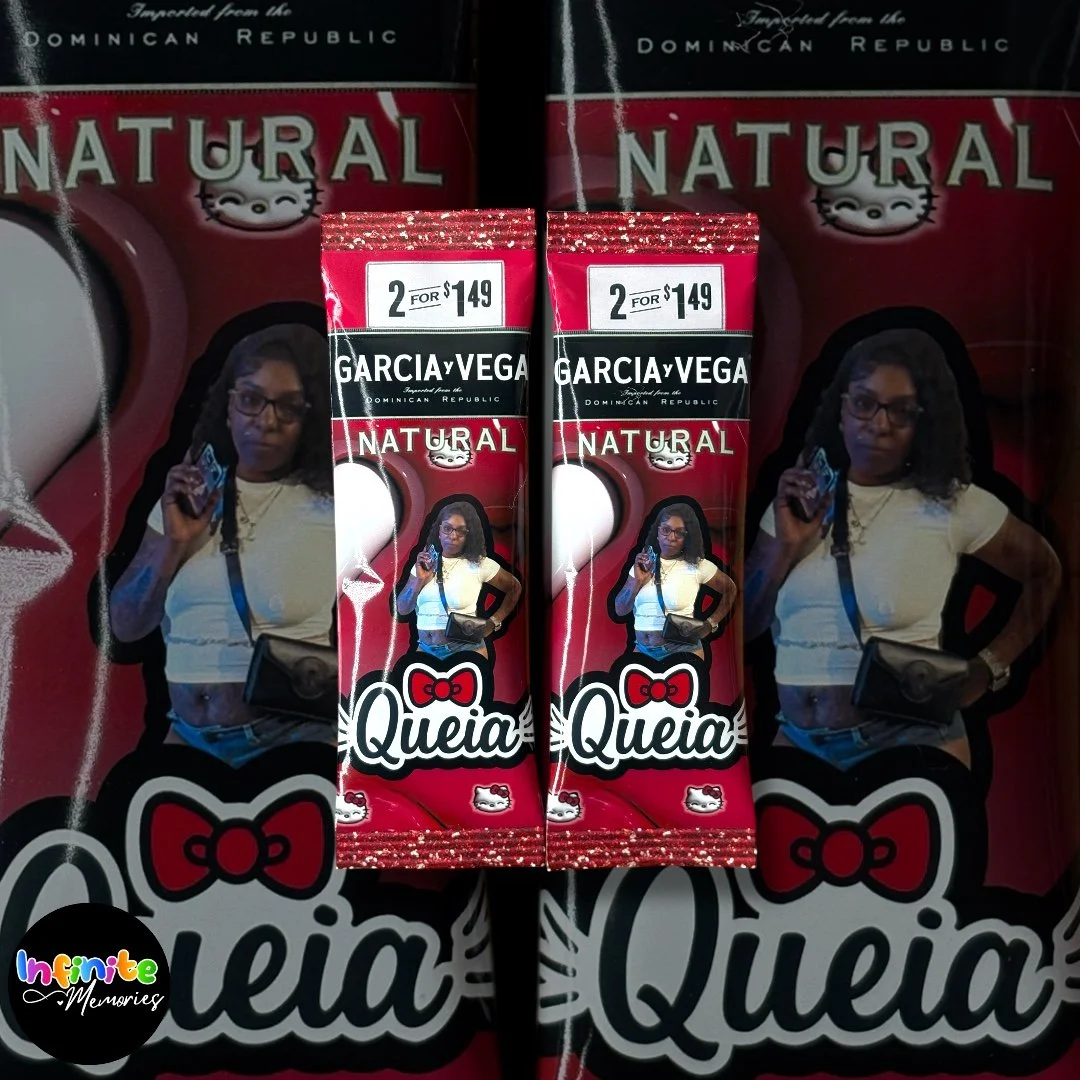 Imported from the
DOMINICAN REPUBLIC
NATURAL
Queia
Imported from the
DOMINICAN REPUBLIC
NATURAL
Queia
2 FOR $1.49
GARCIA Y VEGA
Imported from the
DOMINICAN REPUBLIC
NATURAL
Queia
2 FOR $1.49
GARCIA Y VEGA
Imported from the
DOMINICAN REPUBLIC
NATURAL
Queia
Infinite
Memories